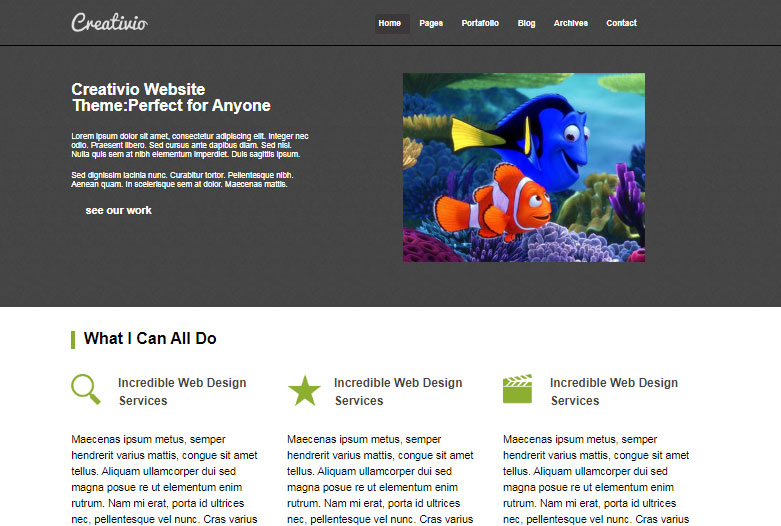 Creativio
Home Pages Portafolio Blog Archives Contact
Creativio Website
Theme:Perfect for Anyone
Lorem ipsum dolor sit amet, consectetur adipiscing elit. Integer nec
odio. Praesent libero. Sed cursus ante dapibus diam. Sed nisi.
Nulla quis sem at nibh elementum imperdiet. Duis sagittis ipsum.
Sed dignissim lacinia nunc. Curabitur tortor. Pellentesque nibh.
Aenean quam. In scelerisque sem at dolor. Maecenas mattis.
see our work
What I Can All Do
Incredible Web Design
Services
Maecenas ipsum metus, semper
hendrerit varius mattis, congue sit amet
tellus. Aliquam ullamcorper dui sed
magna posuere ut elementum enim
rutrum. Nam mi erat, porta id ultrices
nec, pellentesque vel nunc. Cras varius
Incredible Web Design
Services
Maecenas ipsum metus, semper
hendrerit varius mattis, congue sit amet
tellus. Aliquam ullamcorper dui sed
magna posuere ut elementum enim
rutrum. Nam mi erat, porta id ultrices
nec, pellentesque vel nunc. Cras varius
Incredible Web Design
Services
Maecenas ipsum metus, semper
hendrerit varius mattis, congue sit amet
tellus. Aliquam ullamcorper dui sed
magna posuere ut elementum enim
rutrum. Nam mi erat, porta id ultrices
nec, pellentesque vel nunc. Cras varius